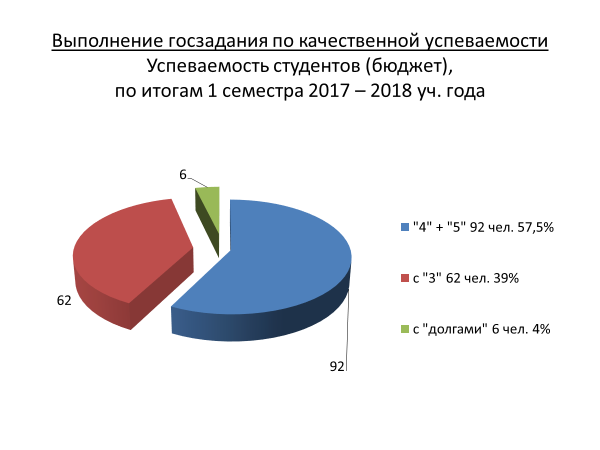 Выполнение госзадания по качественной успеваемости
Успеваемость студентов (бюджет),
по итогам 1 семестра 2017 – 2018 уч. года
6
62
92
"4" + "5" 92 чел. 57,5%
с "3" 62 чел. 39%
с "долгами" 6 чел. 4%